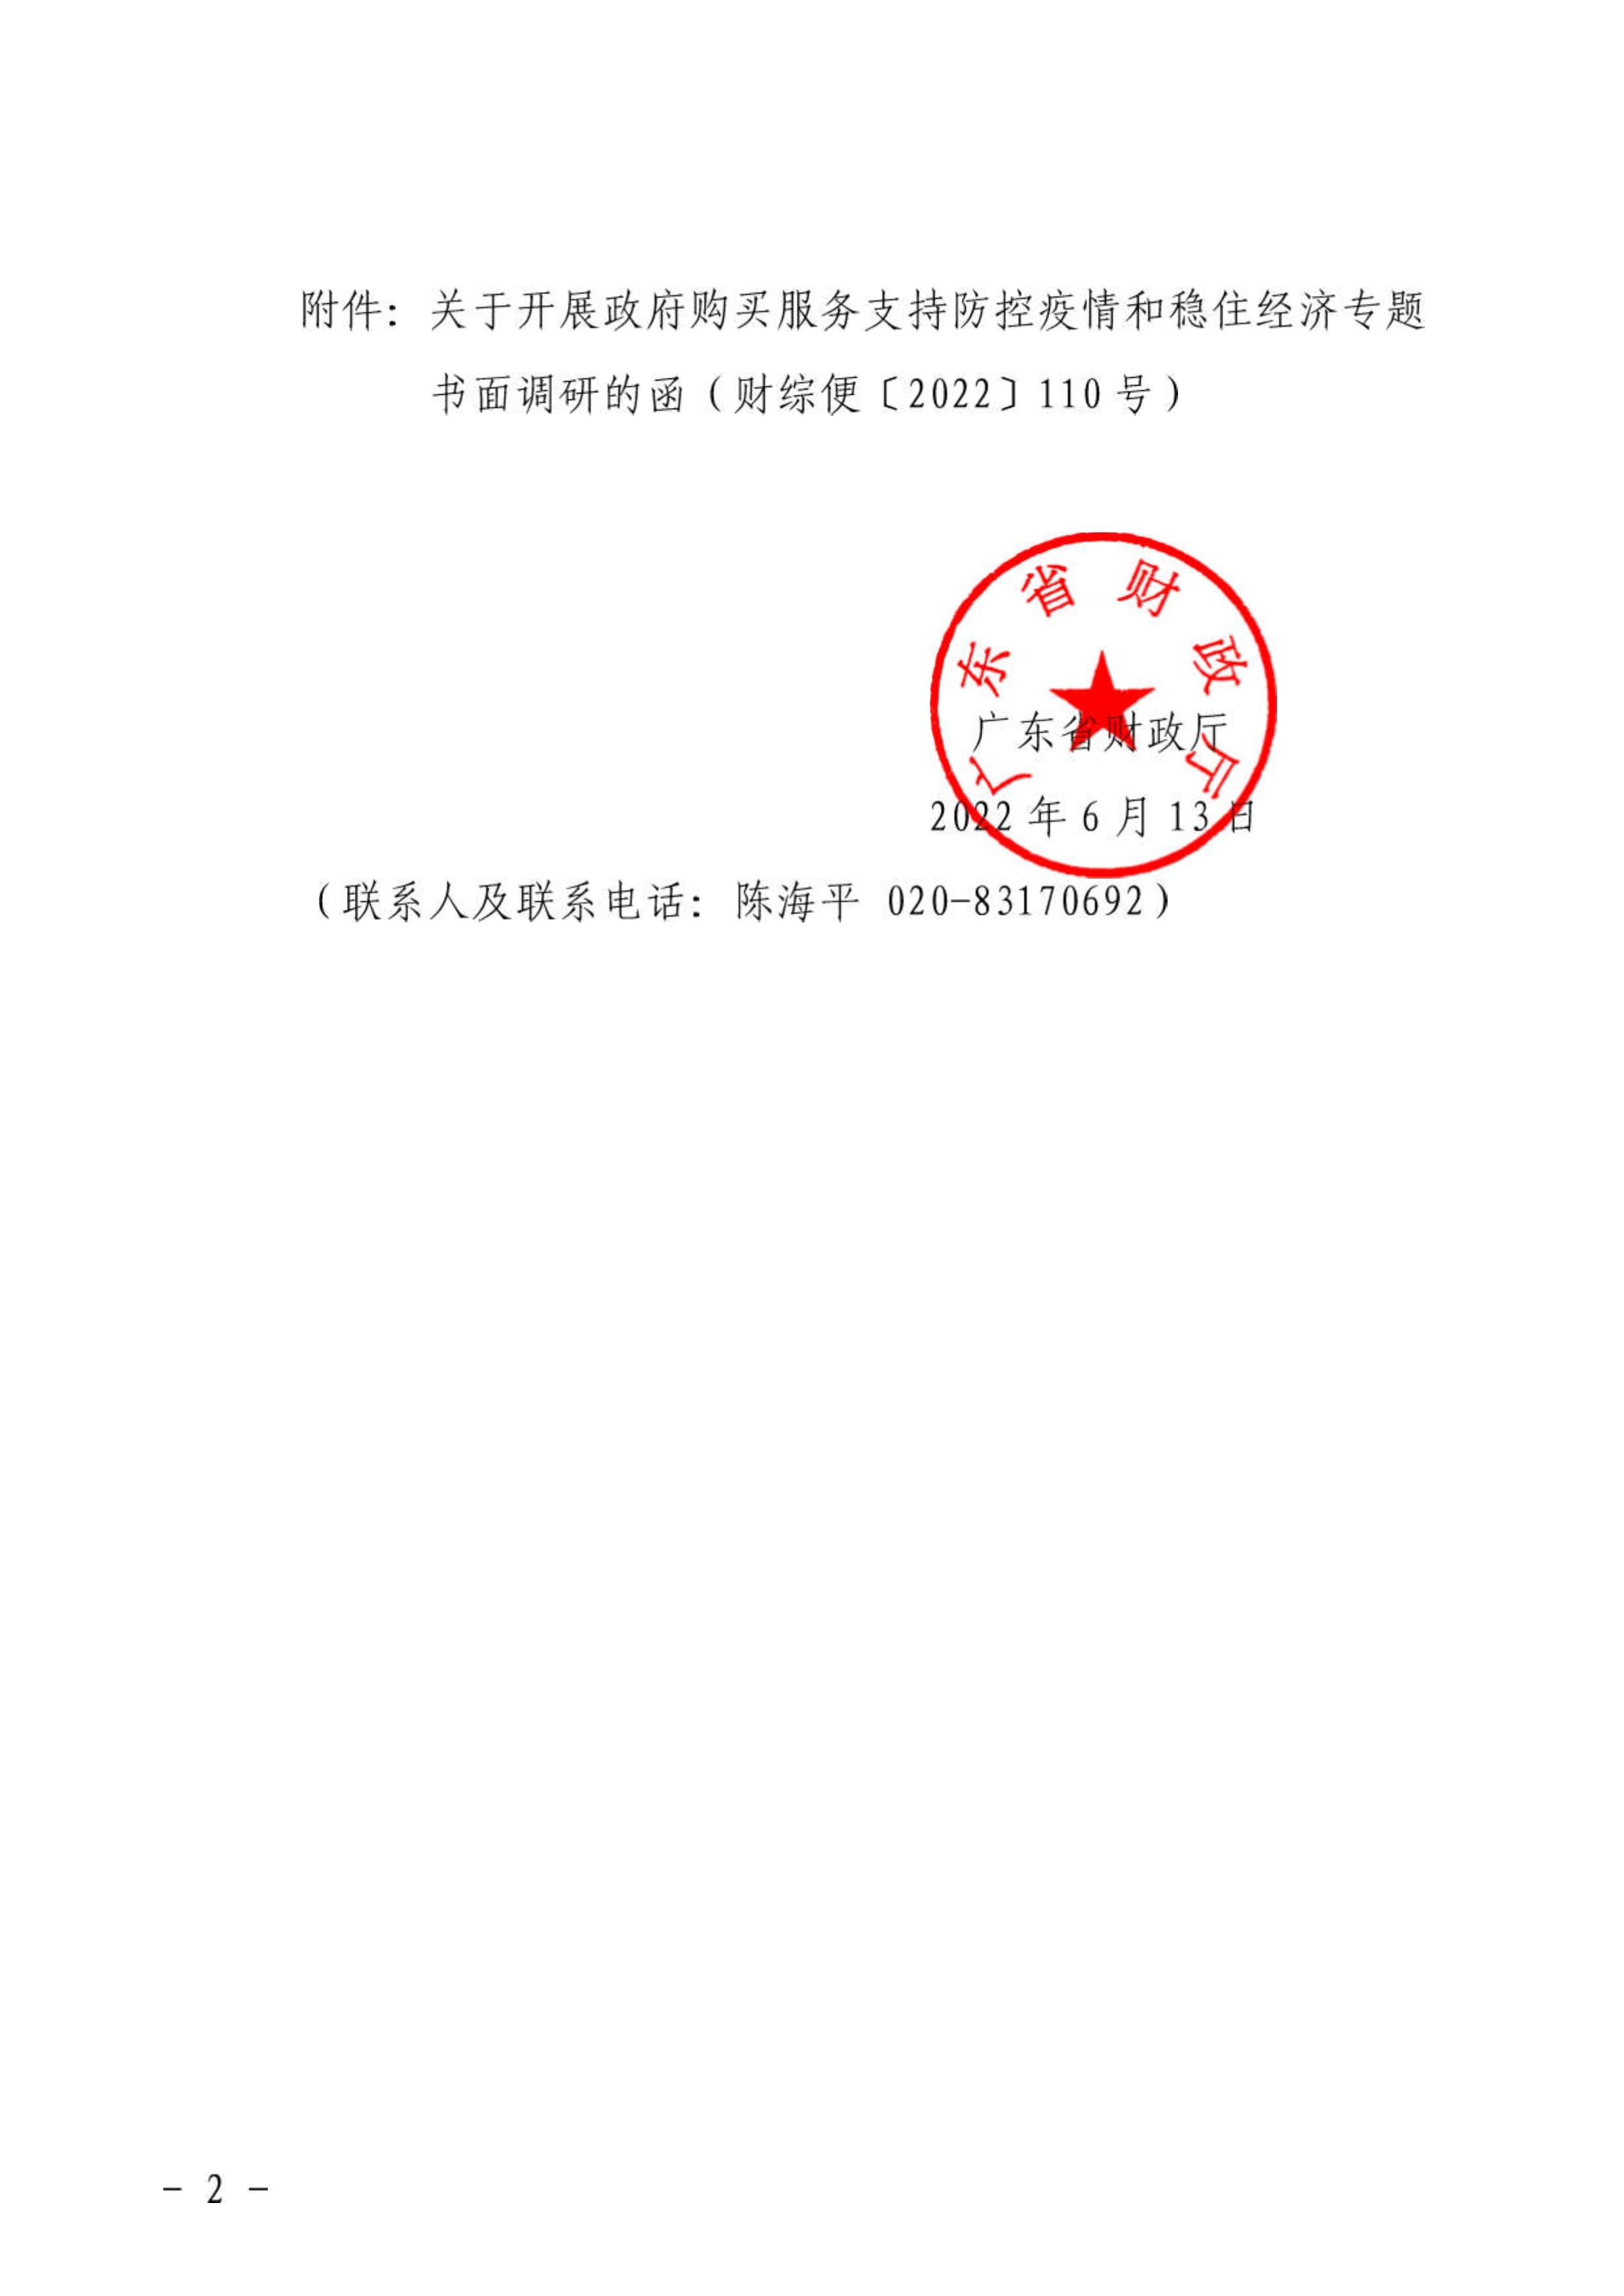 附件：关于开展政府购买服务支持防控疫情和稳住经济专题
书面调研的函（财综便〔2022〕110号）
广东省财政厅
广东省财政厅
2022年6月13日
（联系人及联系电话：陈海平 020-83170692）
- 2 -